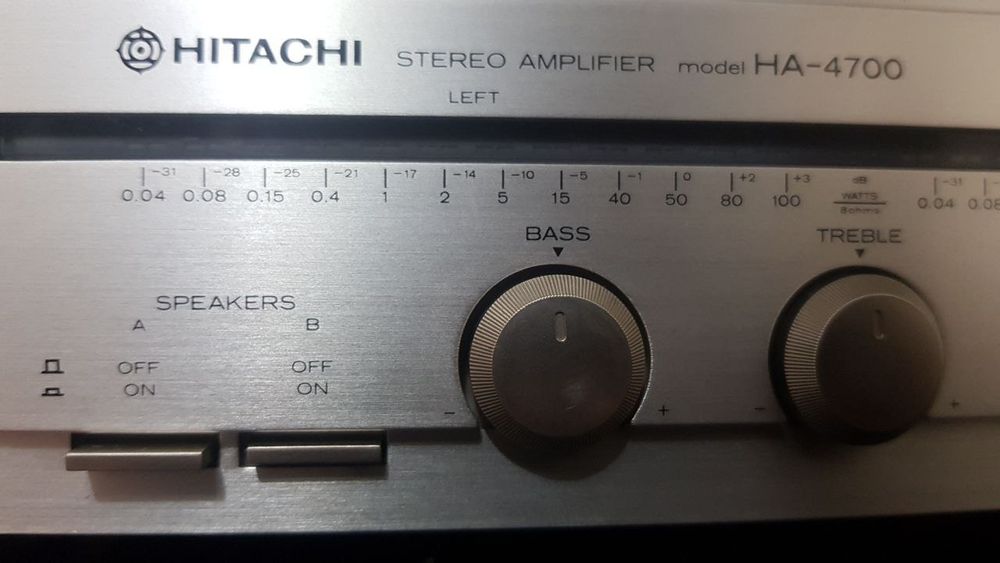 HITACHI STEREO AMPLIFIER model HA-4700
LEFT
-31 -28 -25 -21 -17 -14 -10 -5 -1 0 +2 +3 dB -31
0.04 0.08 0.15 0.4 1 2 5 15 40 50 80 100 WATTS 0.04 0.08
8ohms
BASS TREBLE
SPEAKERS
A B
OFF OFF
ON ON
- + - +